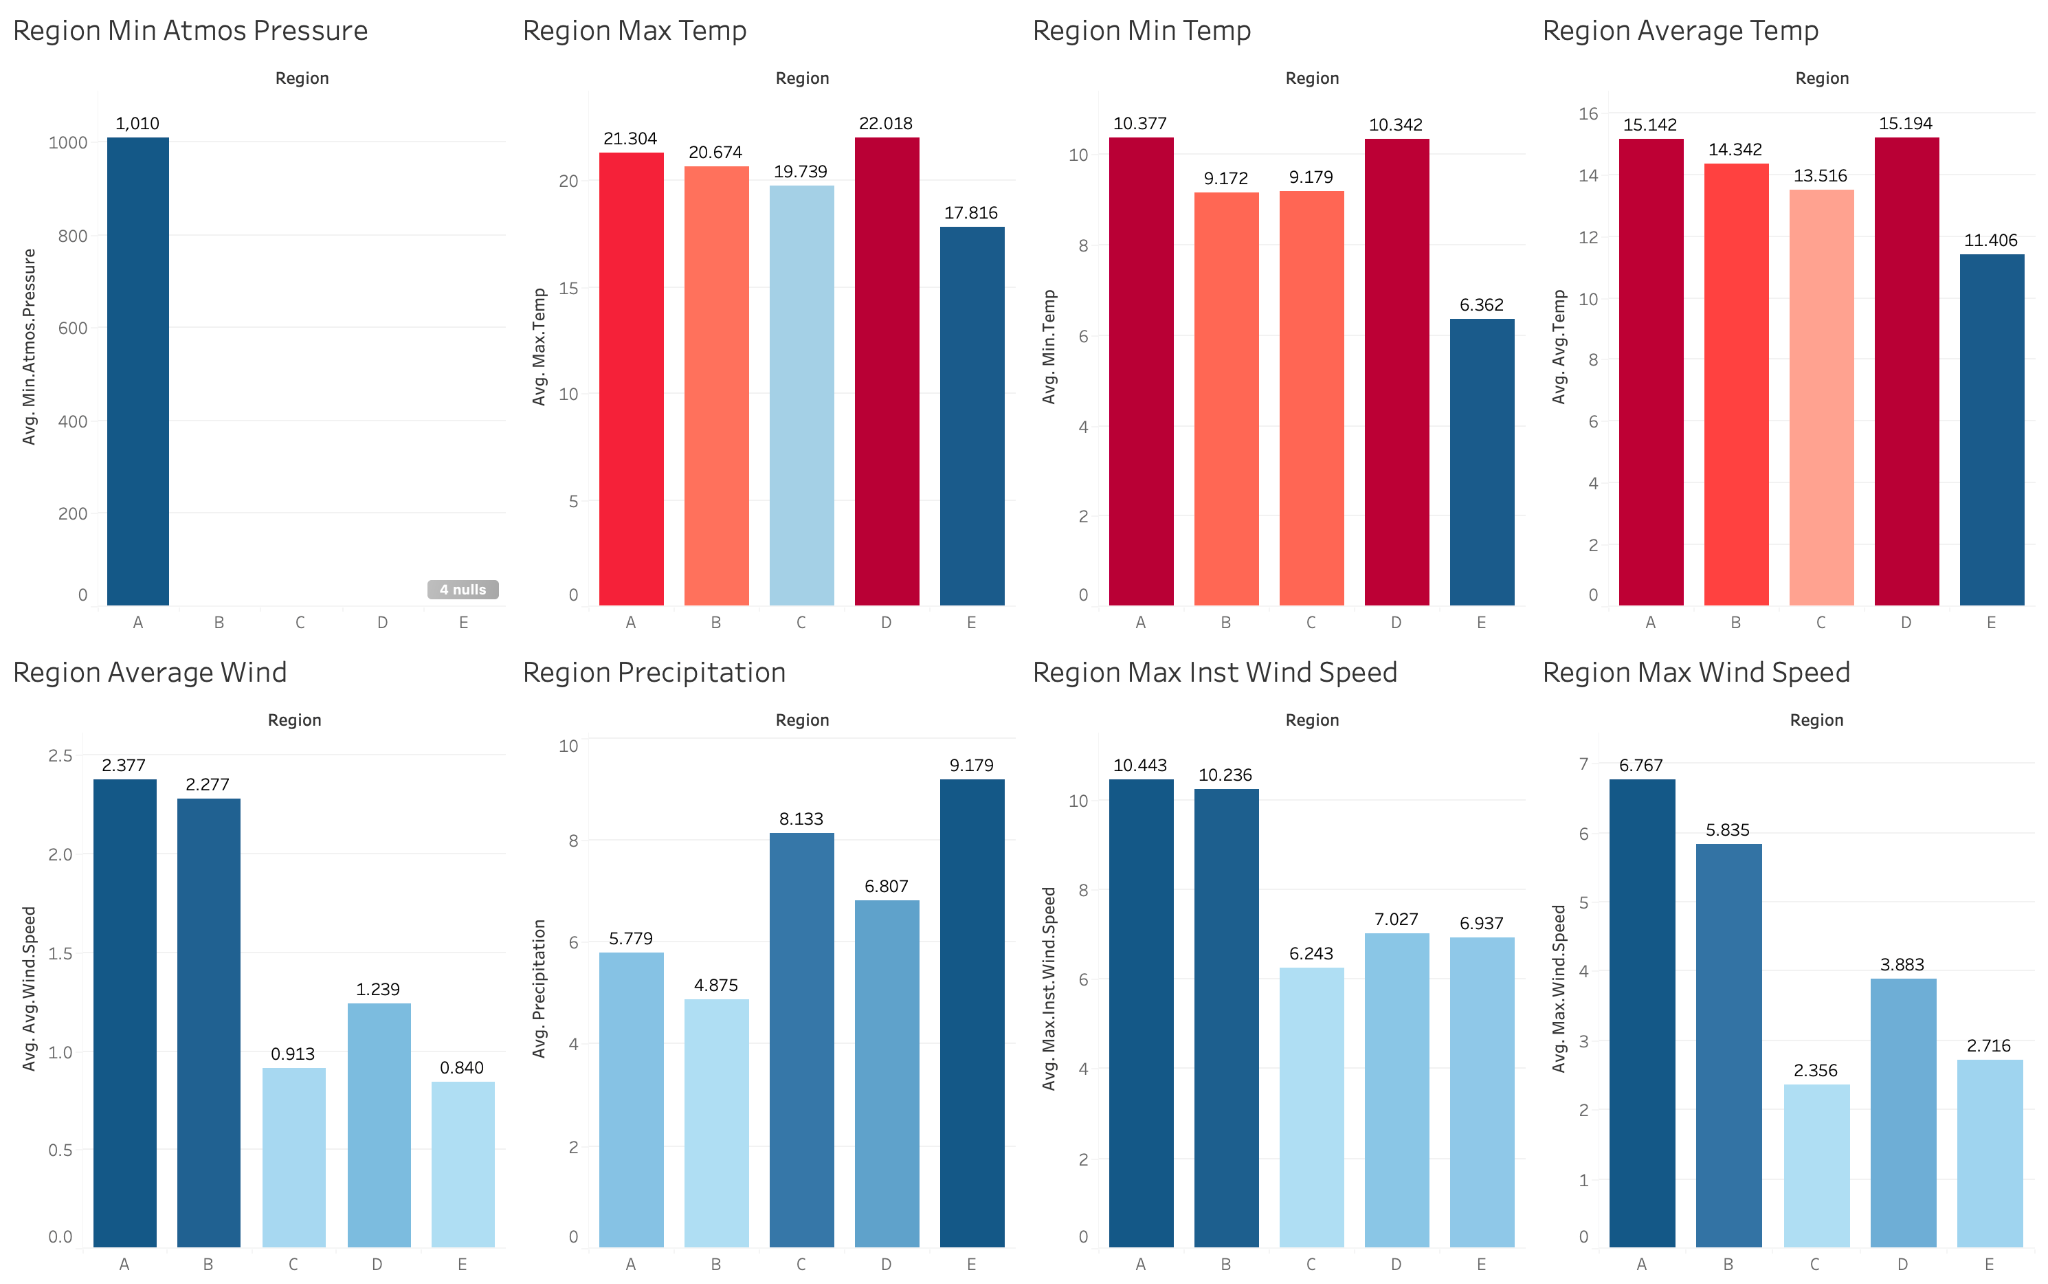 Region Min Atmos Pressure
Region
Avg. Min.Atmos.Pressure
1000
800
600
400
200
0
1,010
4 nulls
A B C D E
Region Max Temp
Region
Avg. Max.Temp
20
15
10
5
0
21.304
20.674
19.739
22.018
17.816
A B C D E
Region Min Temp
Region
Avg. Min.Temp
10
8
6
4
2
0
10.377
9.172
9.179
10.342
6.362
A B C D E
Region Average Temp
Region
Avg. Avg.Temp
16
14
12
10
8
6
4
2
0
15.142
14.342
13.516
15.194
11.406
A B C D E
Region Average Wind
Region
Avg. Avg.Wind.Speed
2.5
2.0
1.5
1.0
0.5
0.0
2.377
2.277
0.913
1.239
0.840
A B C D E
Region Precipitation
Region
Avg. Precipitation
10
8
6
4
2
0
5.779
4.875
8.133
6.807
9.179
A B C D E
Region Max Inst Wind Speed
Region
Avg. Max.Inst.Wind.Speed
10
8
6
4
2
0
10.443
10.236
6.243
7.027
6.937
A B C D E
Region Max Wind Speed
Region
Avg. Max.Wind.Speed
7
6
5
4
3
2
1
0
6.767
5.835
2.356
3.883
2.716
A B C D E